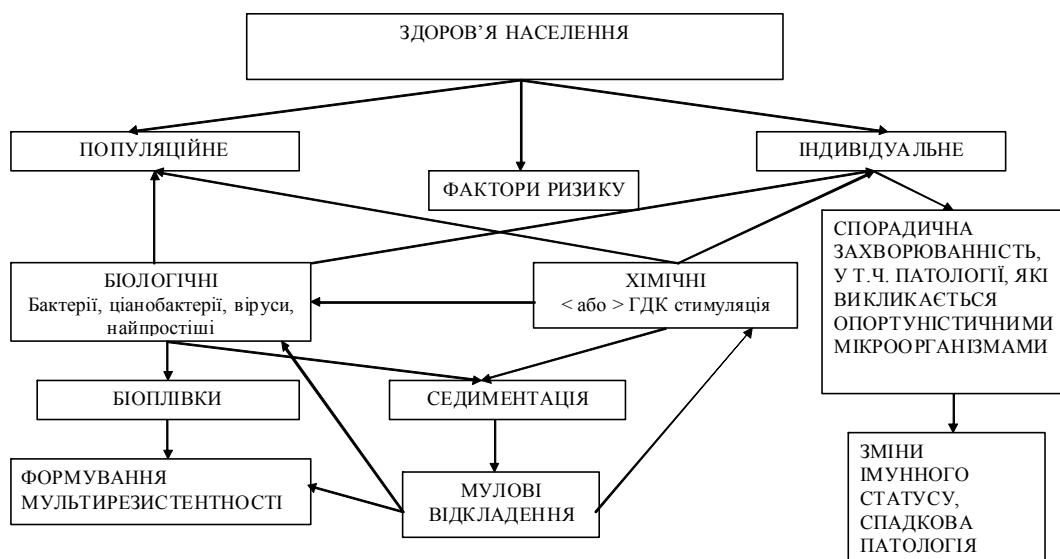 ЗДОРОВ’Я НАСЕЛЕННЯ
ПОПУЛЯЦІЙНЕ
ІНДИВІДУАЛЬНЕ
ФАКТОРИ РИЗИКУ
СПОРАДИЧНА
ЗАХВОРЮВАННІСТЬ,
У Т.Ч. ПАТОЛОГІЇ, ЯКІ
ВИКЛИКАЄТЬСЯ
ОПОРТУНІСТИЧНИМИ
МІКРООРГАНІЗМАМИ
БІОЛОГІЧНІ
Бактерії, ціанобактерії, віруси,
найпростіші
ХІМІЧНІ
< або > ГДК стимуляція
БІОПЛІВКИ
СЕДИМЕНТАЦІЯ
ФОРМУВАННЯ
МУЛЬТИРЕЗИСТЕНТНОСТІ
МУЛОВІ
ВІДКЛАДЕННЯ
ЗМІНИ
ІМУННОГО
СТАТУСУ,
СПАДКОВА
ПАТОЛОГІЯ